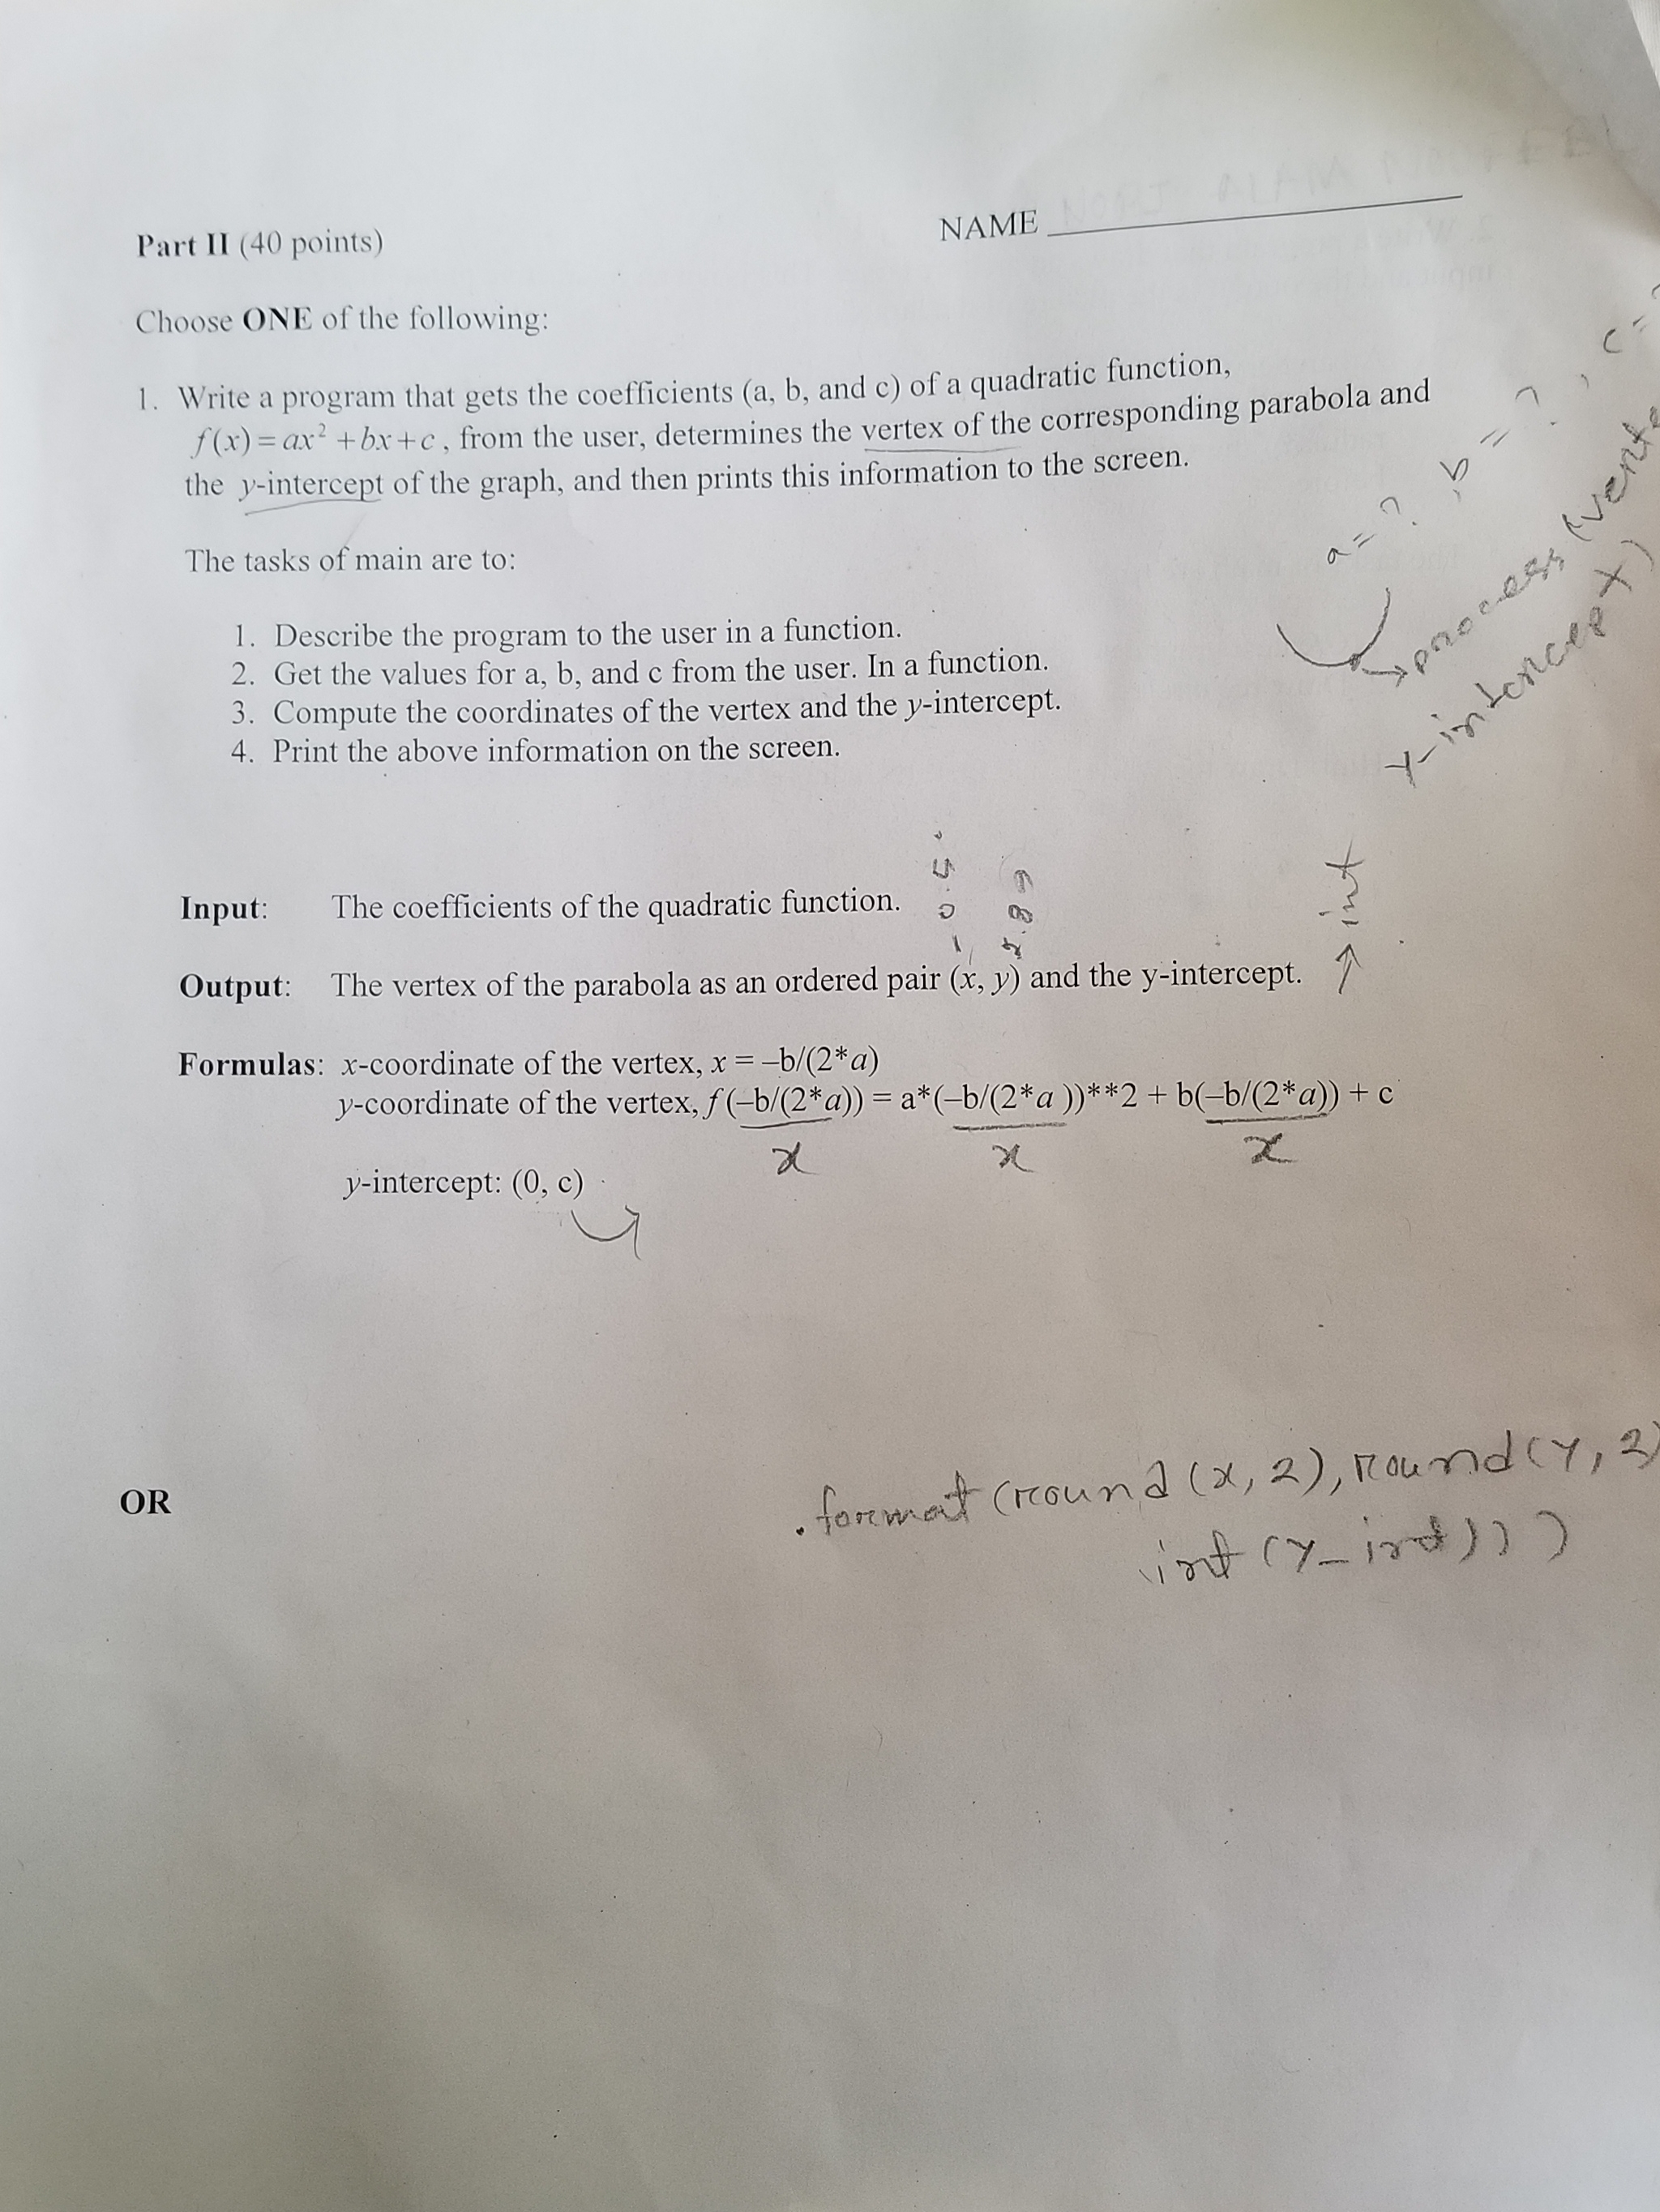 NAME
Part II (40 points)
Choose ONE of the following:
1. Write a program that gets the coefficients (a, b, and c) of a quadratic function,
f(x) = ax² + bx + c, from the user, determines the vertex of the corresponding parabola and
the y-intercept of the graph, and then prints this information to the screen.
a = ?, b = ?, c =
process (verte
y-intercept)
The tasks of main are to:
1. Describe the program to the user in a function.
2. Get the values for a, b, and c from the user. In a function.
3. Compute the coordinates of the vertex and the y-intercept.
4. Print the above information on the screen.
Input: The coefficients of the quadratic function.
int
Output: The vertex of the parabola as an ordered pair (x, y) and the y-intercept.
Formulas: x-coordinate of the vertex, x = –b/(2*a)
y-coordinate of the vertex, f(–b/(2*a)) = a*(–b/(2*a ))**2 + b(–b/(2*a)) + c
x x x
y-intercept: (0, c)
OR
.format (round (x, 2), round (y, 2)
int (y_int)))